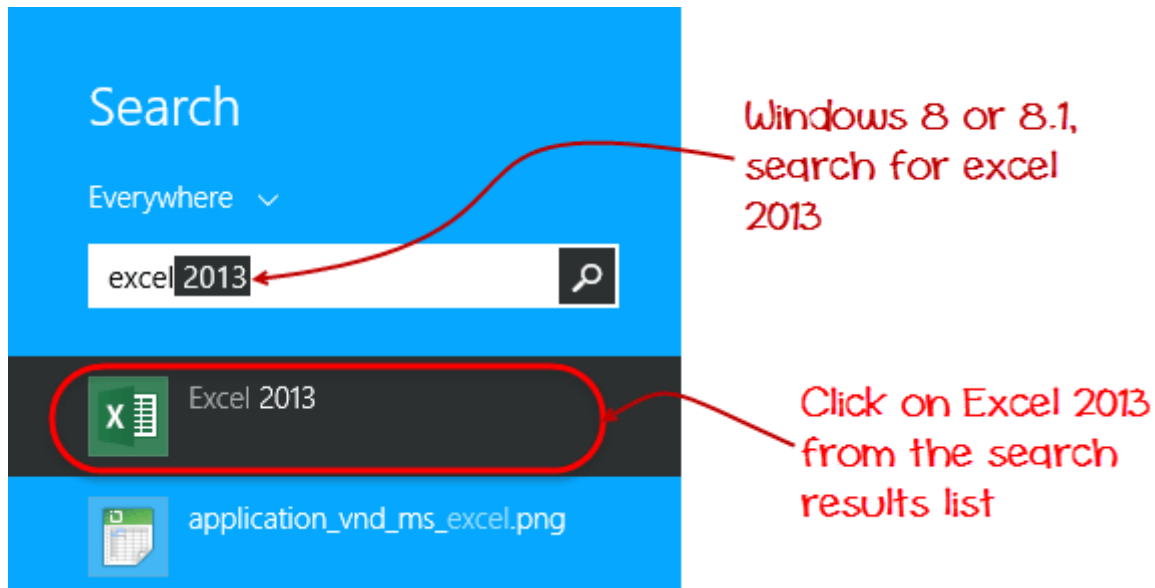 Search
Everywhere
excel 2013
Excel 2013
application_vnd_ms_excel.png
Windows 8 or 8.1,
search for excel
2013
Click on Excel 2013
from the search
results list